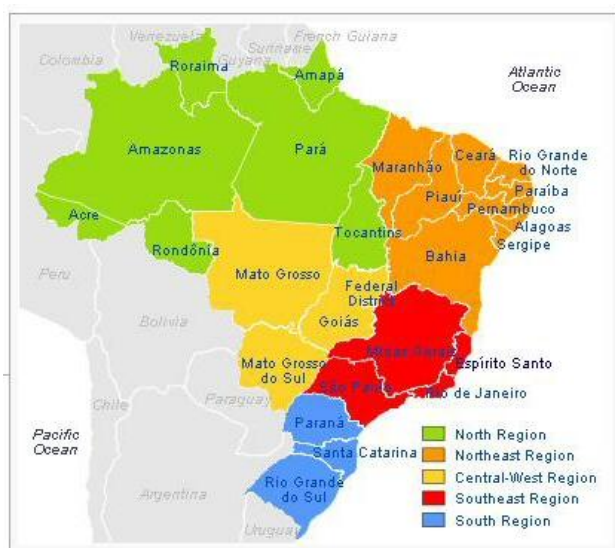 Venezuela
French Guiana
Suriname
Colombia
Guyana
Roraima
Amapá
Atlantic
Ocean
Amazonas
Pará
Maranhão
Ceará
Rio Grande
do Norte
Paraíba
Piauí
Pernambuco
Alagoas
Sergipe
Acre
Rondônia
Tocantins
Bahia
Peru
Mato Grosso
Federal
District
Goiás
Bolivia
Minas Gerais
Espírito Santo
Mato Grosso
do Sul
São Paulo
Rio de Janeiro
Chile
Paraguay
Paraná
Pacific
Ocean
Santa Catarina
Rio Grande
do Sul
Argentina
Uruguay
North Region
Northeast Region
Central-West Region
Southeast Region
South Region